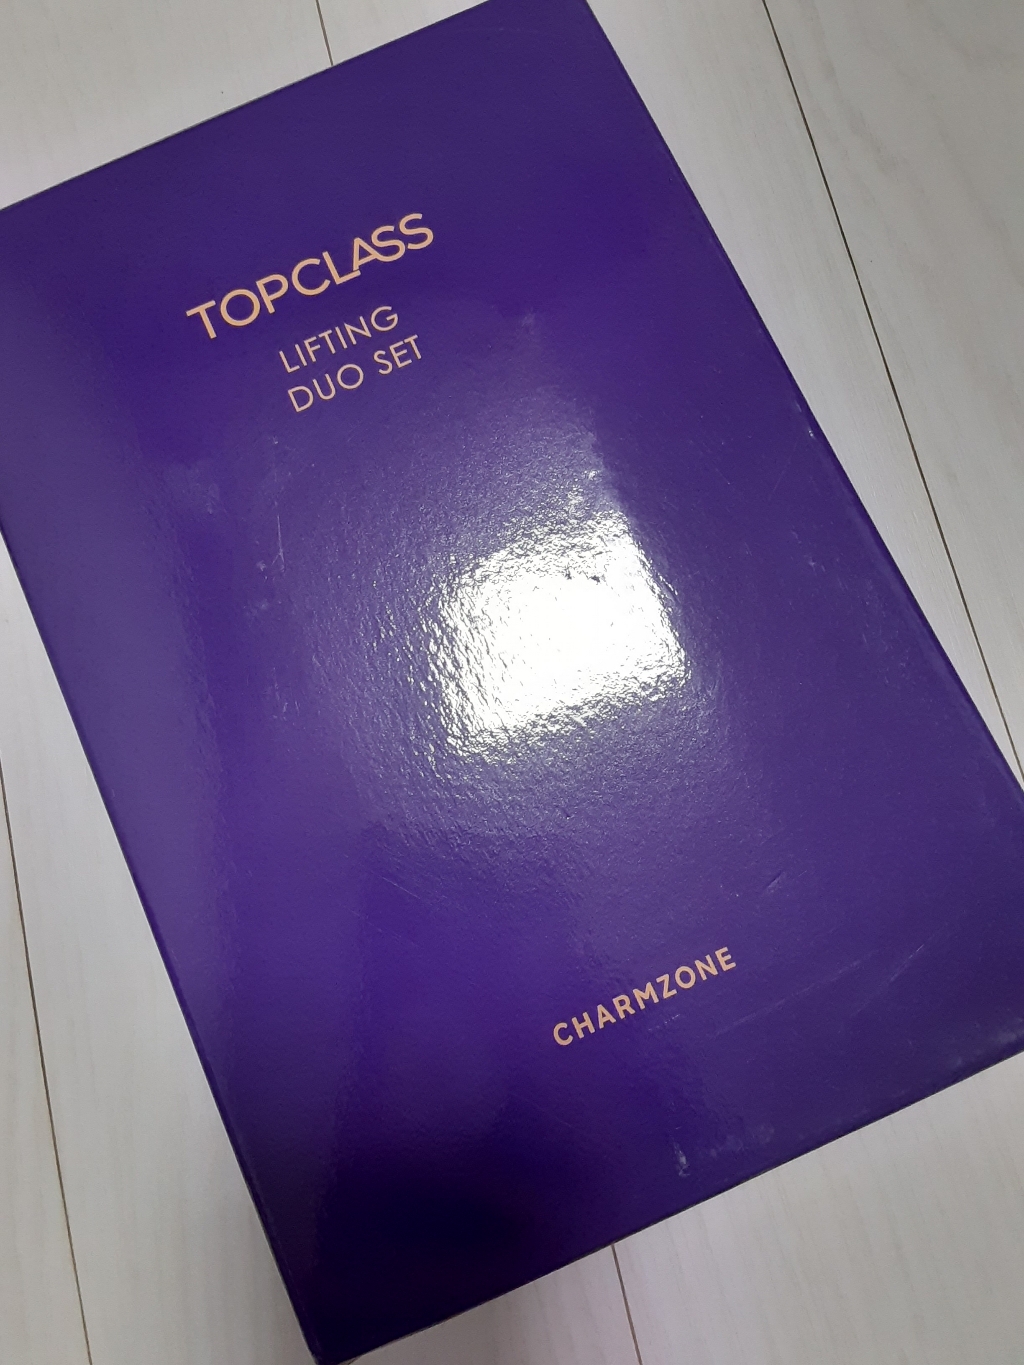 TOPCLASS
LIFTING
DUO SET
CHARMZONE